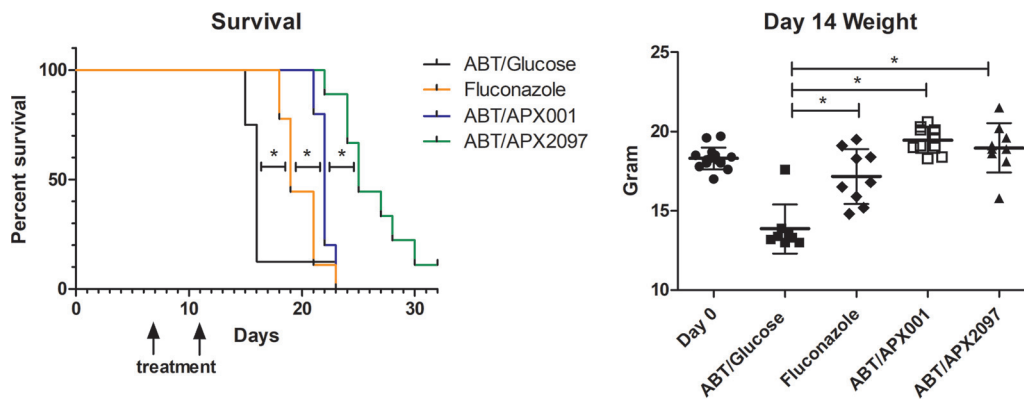 Survival
Percent survival
100
50
0
* * *
0 10 20 30
Days
treatment
ABT/Glucose
Fluconazole
ABT/APX001
ABT/APX2097
Day 14 Weight
Gram
25
20
15
10
*
*
*
Day 0
ABT/Glucose
Fluconazole
ABT/APX001
ABT/APX2097